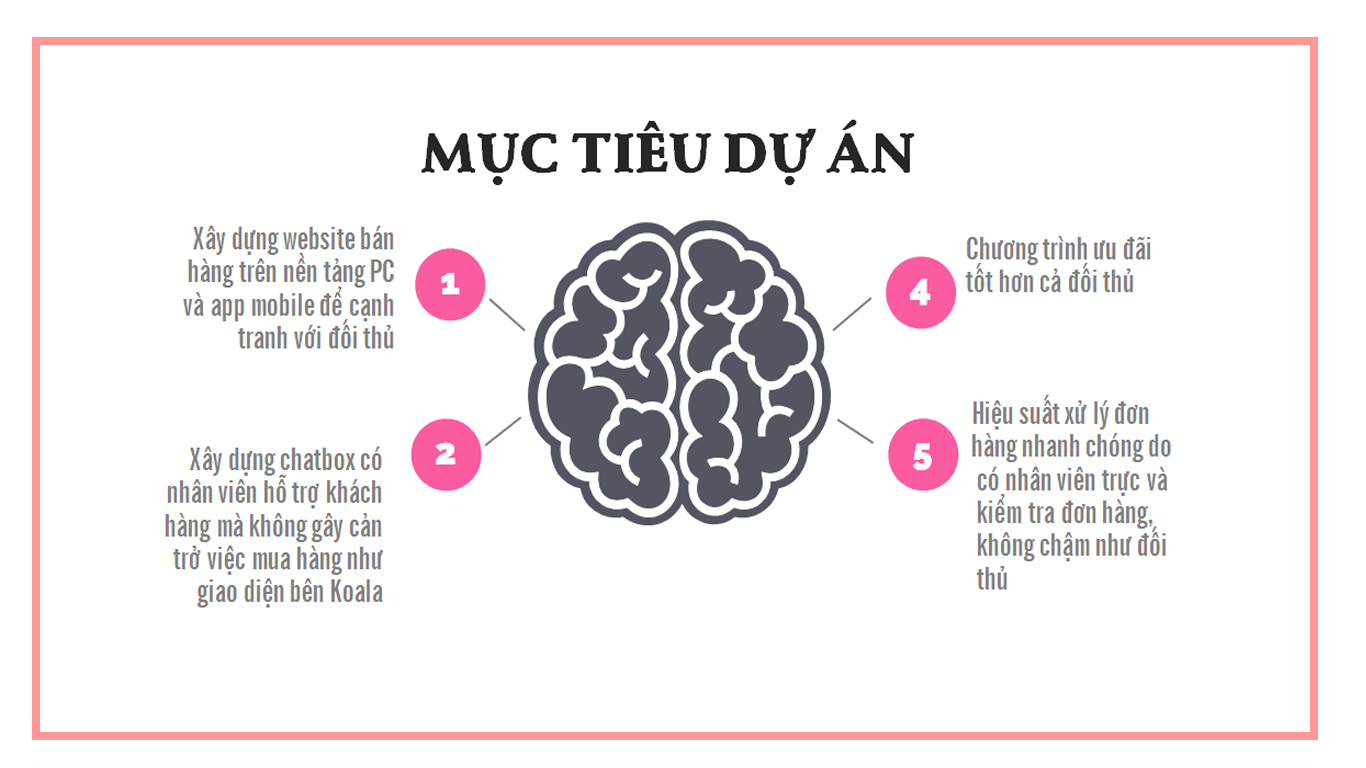 MỤC TIÊU DỰ ÁN
Xây dựng website bán
hàng trên nền tảng PC
và app mobile để cạnh
tranh với đối thủ
1
2
Xây dựng chatbox có
nhân viên hỗ trợ khách
hàng mà không gây cản
trở việc mua hàng như
giao diện bên Koala
4
Chương trình ưu đãi
tốt hơn cả đối thủ
5
Hiệu suất xử lý đơn
hàng nhanh chóng do
có nhân viên trực và
kiểm tra đơn hàng,
không chậm như đối
thủ